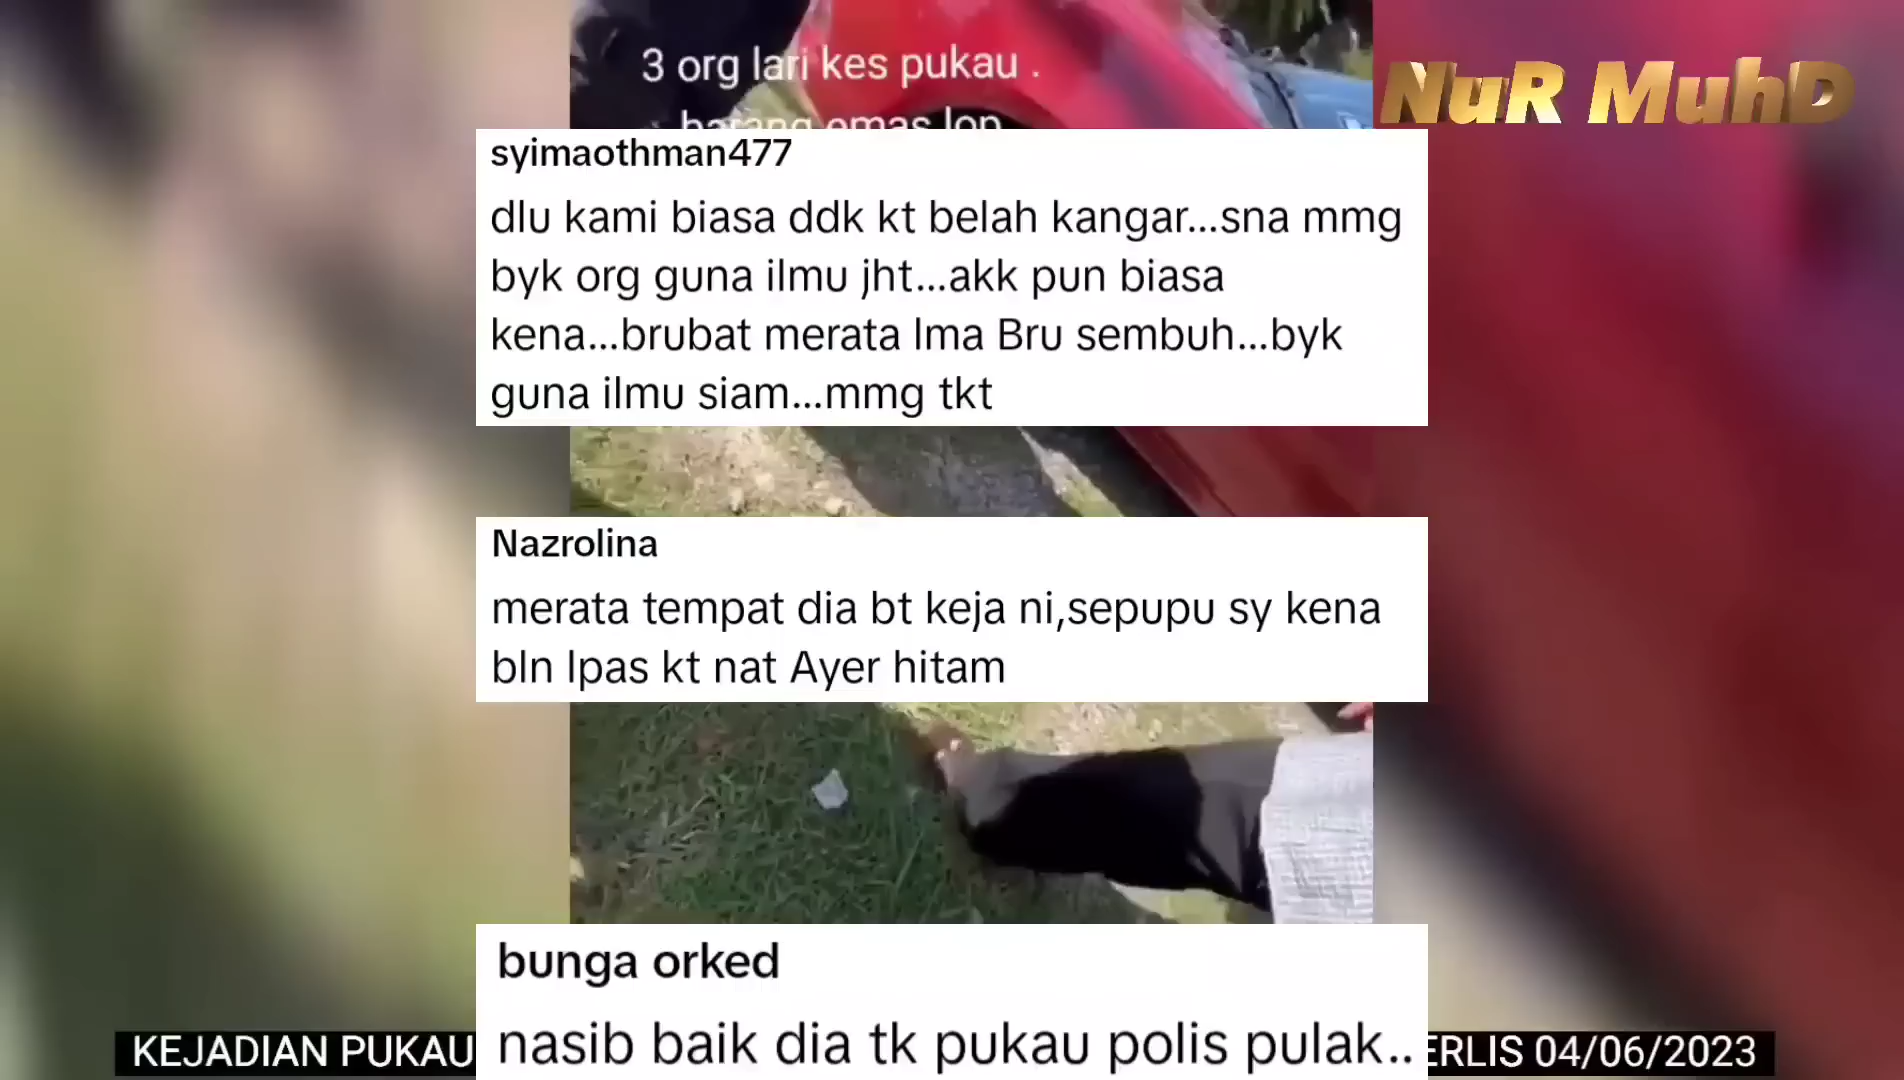 3 org lari kes pukau .
barang emas lop
NuR MuhD
syimaothman477
dlu kami biasa ddk kt belah kangar...sna mmg
byk org guna ilmu jht...akk pun biasa
kena...brubat merata lma Bru sembuh...byk
guna ilmu siam...mmg tkt
Nazrolina
merata tempat dia bt keja ni,sepupu sy kena
bln lpas kt nat Ayer hitam
bunga orked
nasib baik dia tk pukau polis pulak..
KEJADIAN PUKAU ERLIS 04/06/2023